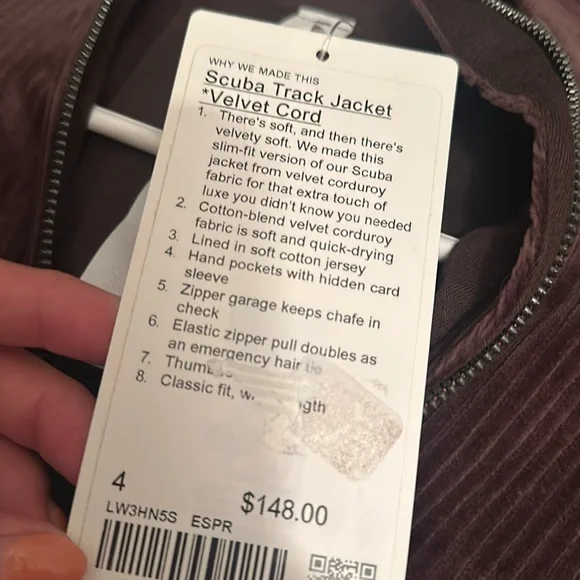 WHY WE MADE THIS
Scuba Track Jacket
*Velvet Cord
1. There's soft, and then there's
velvety soft. We made this
slim-fit version of our Scuba
jacket from velvet corduroy
fabric for that extra touch of
luxe you didn't know you needed
2. Cotton-blend velvet corduroy
fabric is soft and quick-drying
3. Lined in soft cotton jersey
4. Hand pockets with hidden card
sleeve
5. Zipper garage keeps chafe in
check
6. Elastic zipper pull doubles as
an emergency hair tie
7.
8. Classic fit,
4 $148.00
LW3HN5S ESPR